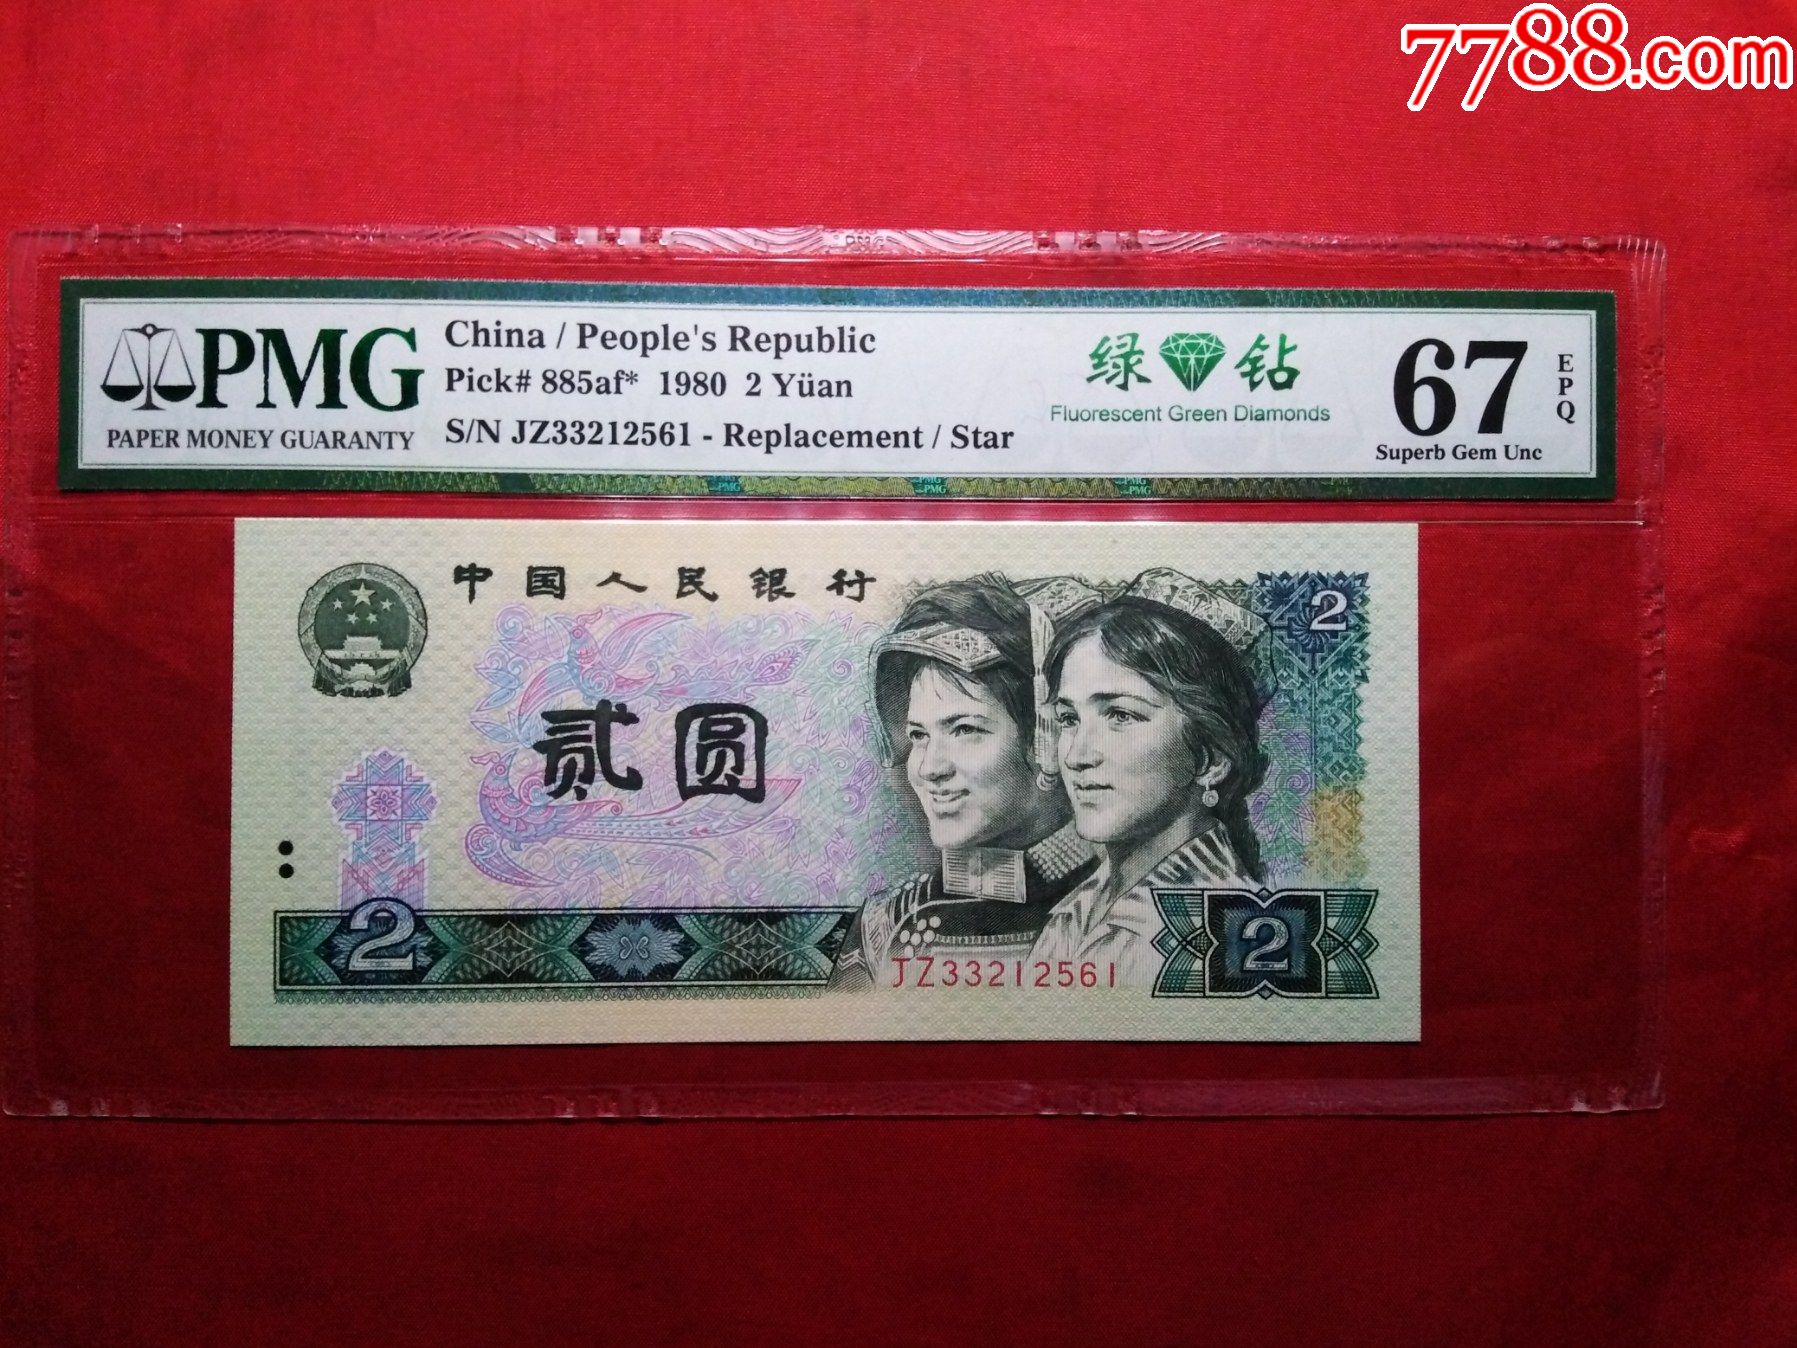 7788.com
PMG
PAPER MONEY GUARANTY
China / People's Republic
Pick# 885af* 1980 2 Yüan
S/N JZ33212561 - Replacement / Star
绿 钻
Fluorescent Green Diamonds
67
EPQ
Superb Gem Unc
中国人民银行
2
贰圆
2
JZ33212561
2